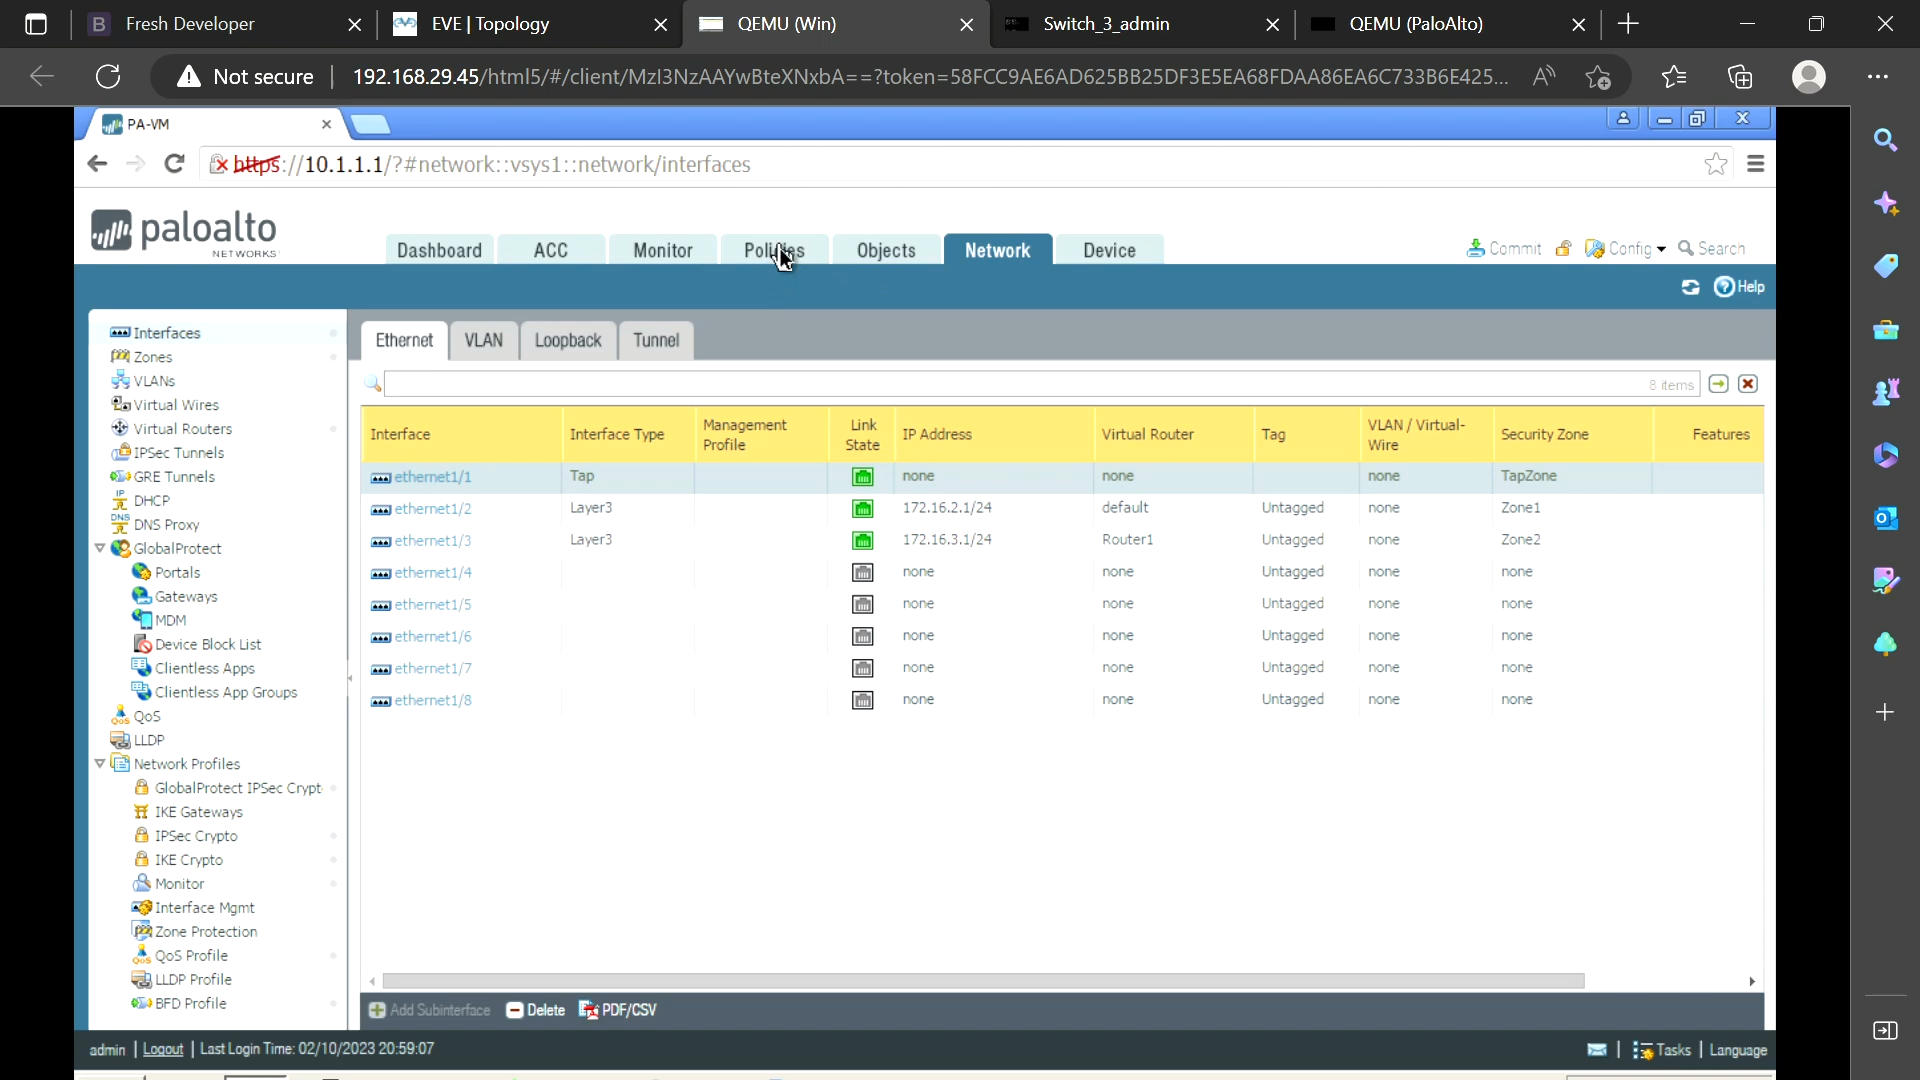 Fresh Developer
EVE | Topology
QEMU (Win)
Switch_3_admin
QEMU (PaloAlto)
Not secure
192.168.29.45/html5/#/client/MzI3NzAAYwBteXNxbA==?token=58FCC9AE6AD625BB25DF3E5EA68FDAA86EA6C733B6E425...
PA-VM
https://10.1.1.1/?#network::vsys1::network/interfaces
paloalto
NETWORKS
Dashboard
ACC
Monitor
Policies
Objects
Network
Device
Commit
Config
Search
Help
Interfaces
Zones
VLANs
Virtual Wires
Virtual Routers
IPSec Tunnels
GRE Tunnels
DHCP
DNS Proxy
GlobalProtect
Portals
Gateways
MDM
Device Block List
Clientless Apps
Clientless App Groups
QoS
LLDP
Network Profiles
GlobalProtect IPSec Crypt
IKE Gateways
IPSec Crypto
IKE Crypto
Monitor
Interface Mgmt
Zone Protection
QoS Profile
LLDP Profile
BFD Profile
Ethernet
VLAN
Loopback
Tunnel
8 items
Interface Interface Type Management Profile Link State IP Address Virtual Router Tag VLAN / Virtual-Wire Security Zone Features
ethernet1/1 Tap none none none TapZone
ethernet1/2 Layer3 172.16.2.1/24 default Untagged none Zone1
ethernet1/3 Layer3 172.16.3.1/24 Router1 Untagged none Zone2
ethernet1/4 none none Untagged none none
ethernet1/5 none none Untagged none none
ethernet1/6 none none Untagged none none
ethernet1/7 none none Untagged none none
ethernet1/8 none none Untagged none none
Add Subinterface
Delete
PDF/CSV
admin | Logout | Last Login Time: 02/10/2023 20:59:07
Tasks | Language